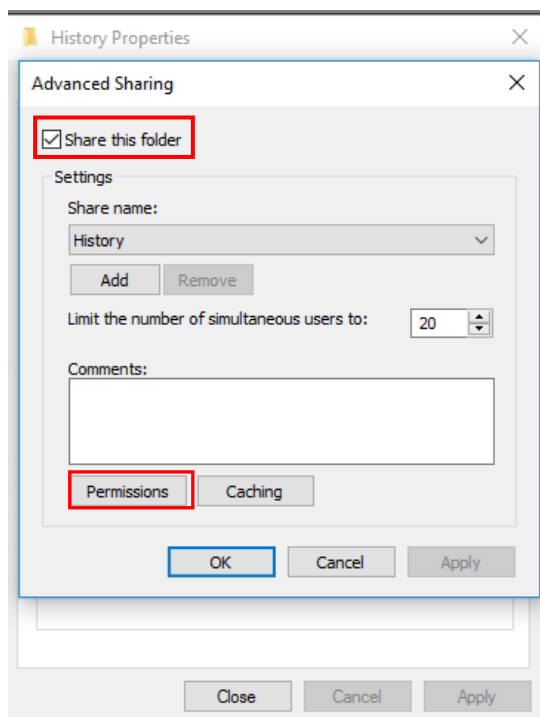 History Properties
Advanced Sharing
Share this folder
Settings
Share name:
History
Add Remove
Limit the number of simultaneous users to: 20
Comments:
Permissions Caching
OK Cancel Apply
Close Cancel Apply